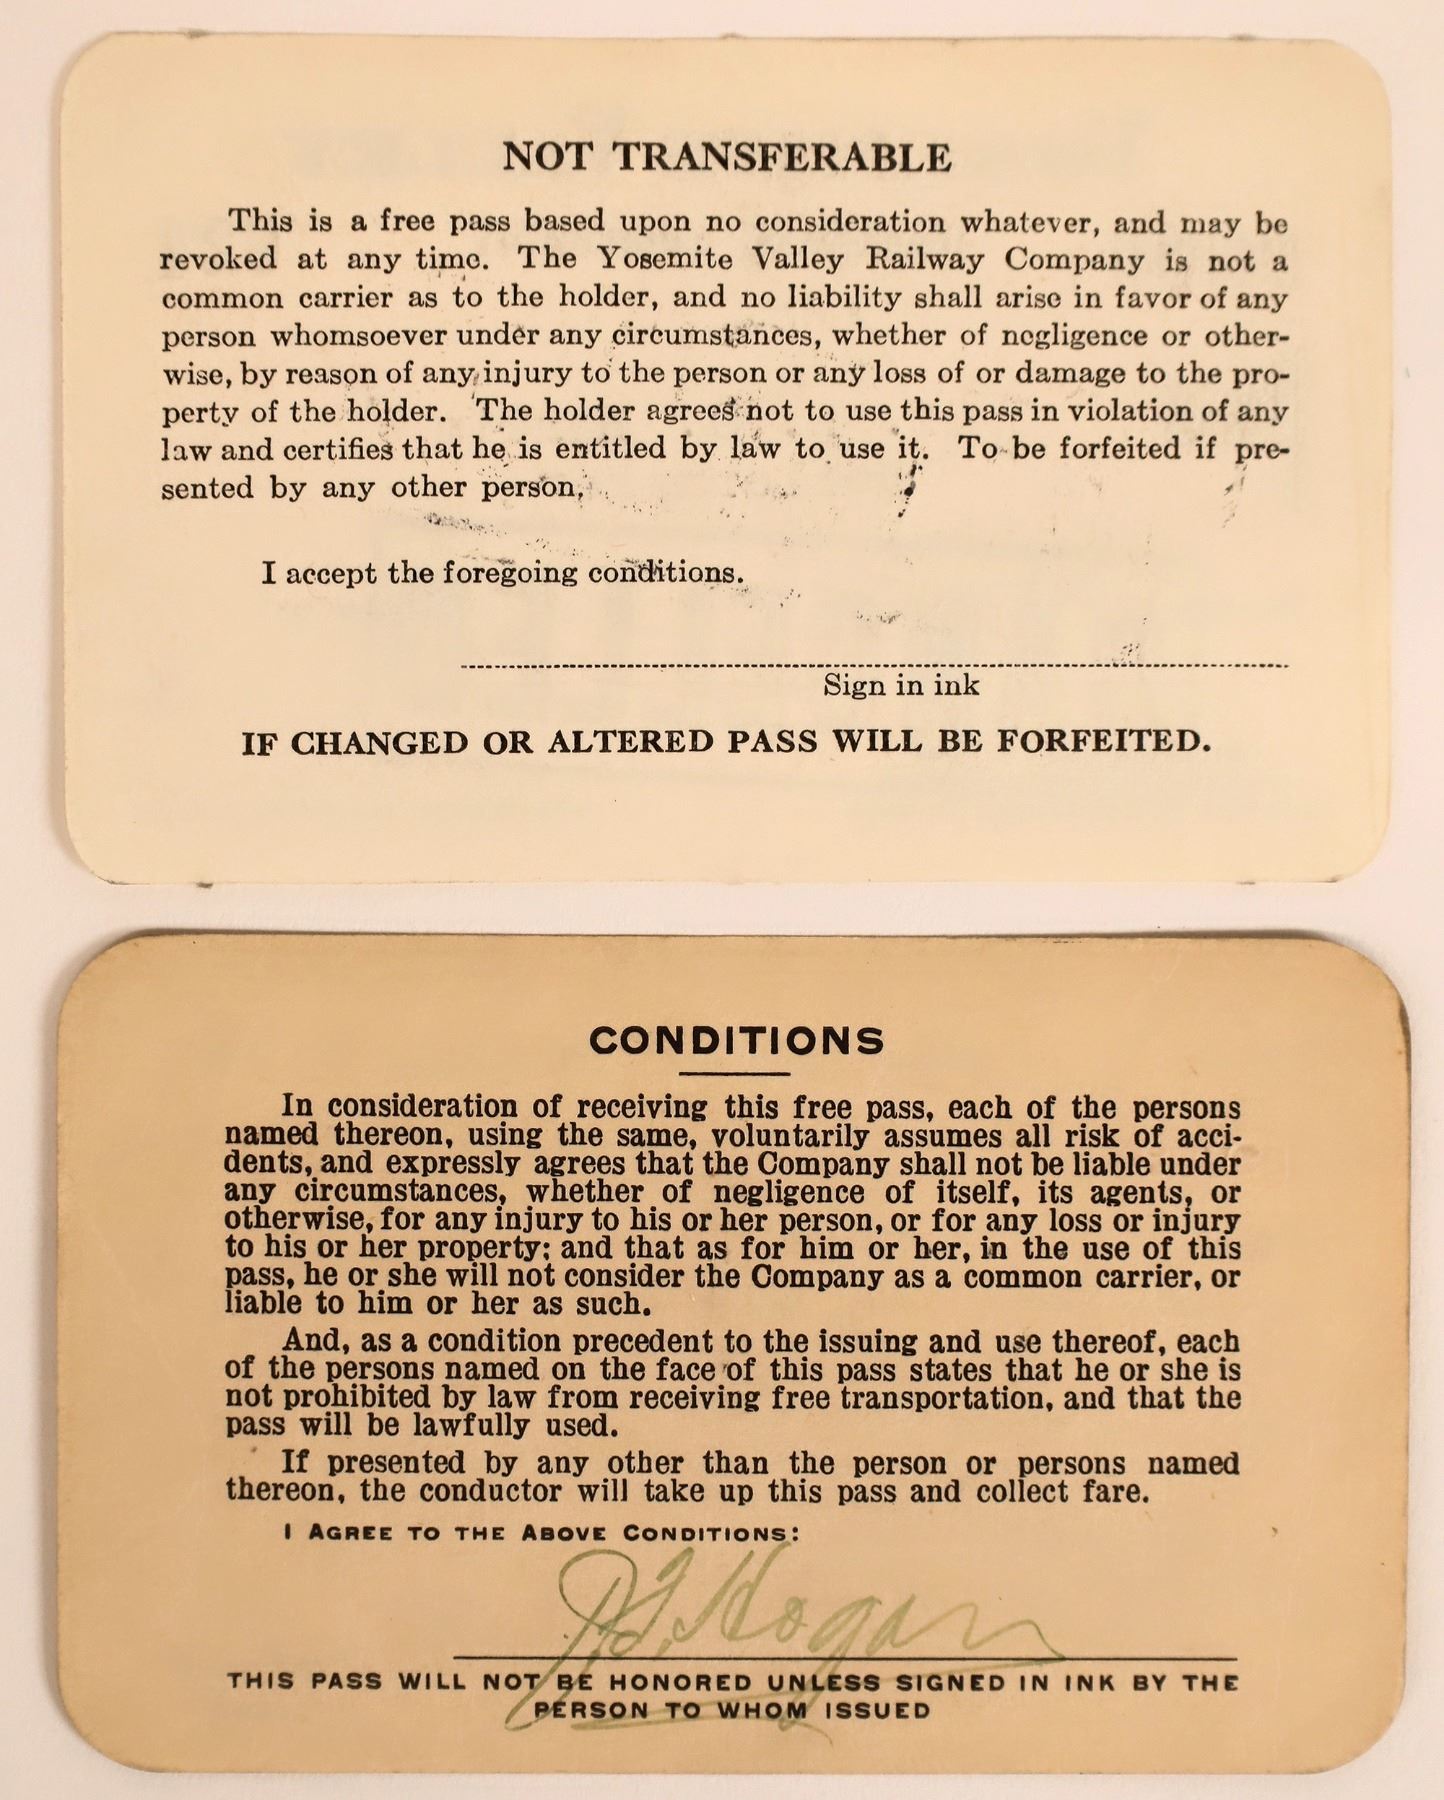 NOT TRANSFERABLE
This is a free pass based upon no consideration whatever, and may be
revoked at any time. The Yosemite Valley Railway Company is not a
common carrier as to the holder, and no liability shall arise in favor of any
person whomsoever under any circumstances, whether of negligence or other-
wise, by reason of any injury to the person or any loss of or damage to the pro-
perty of the holder. The holder agrees not to use this pass in violation of any
law and certifies that he is entitled by law to use it. To be forfeited if pre-
sented by any other person.
I accept the foregoing conditions.
Sign in ink
IF CHANGED OR ALTERED PASS WILL BE FORFEITED.
CONDITIONS
In consideration of receiving this free pass, each of the persons
named thereon, using the same, voluntarily assumes all risk of acci-
dents, and expressly agrees that the Company shall not be liable under
any circumstances, whether of negligence of itself, its agents, or
otherwise, for any injury to his or her person, or for any loss or injury
to his or her property; and that as for him or her, in the use of this
pass, he or she will not consider the Company as a common carrier, or
liable to him or her as such.
And, as a condition precedent to the issuing and use thereof, each
of the persons named on the face of this pass states that he or she is
not prohibited by law from receiving free transportation, and that the
pass will be lawfully used.
If presented by any other than the person or persons named
thereon, the conductor will take up this pass and collect fare.
I AGREE TO THE ABOVE CONDITIONS:
Hogan
THIS PASS WILL NOT BE HONORED UNLESS SIGNED IN INK BY THE
PERSON TO WHOM ISSUED